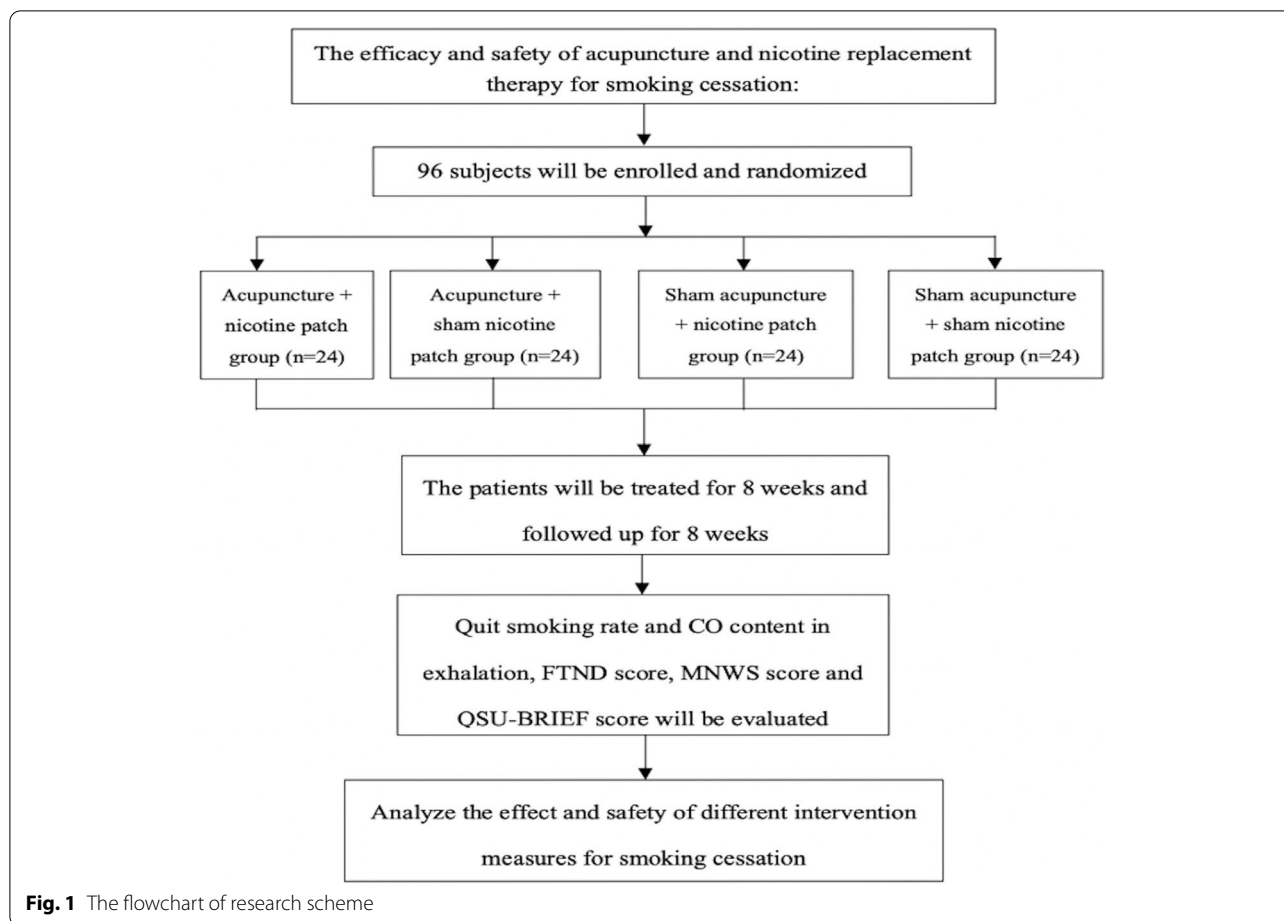 The efficacy and safety of acupuncture and nicotine replacement
therapy for smoking cessation:
96 subjects will be enrolled and randomized
Acupuncture +
nicotine patch
group (n=24)
Acupuncture +
sham nicotine
patch group (n=24)
Sham acupuncture
+ nicotine patch
group (n=24)
Sham acupuncture
+ sham nicotine
patch group (n=24)
The patients will be treated for 8 weeks and
followed up for 8 weeks
Quit smoking rate and CO content in
exhalation, FTND score, MNWS score and
QSU-BRIEF score will be evaluated
Analyze the effect and safety of different intervention
measures for smoking cessation
Fig. 1 The flowchart of research scheme